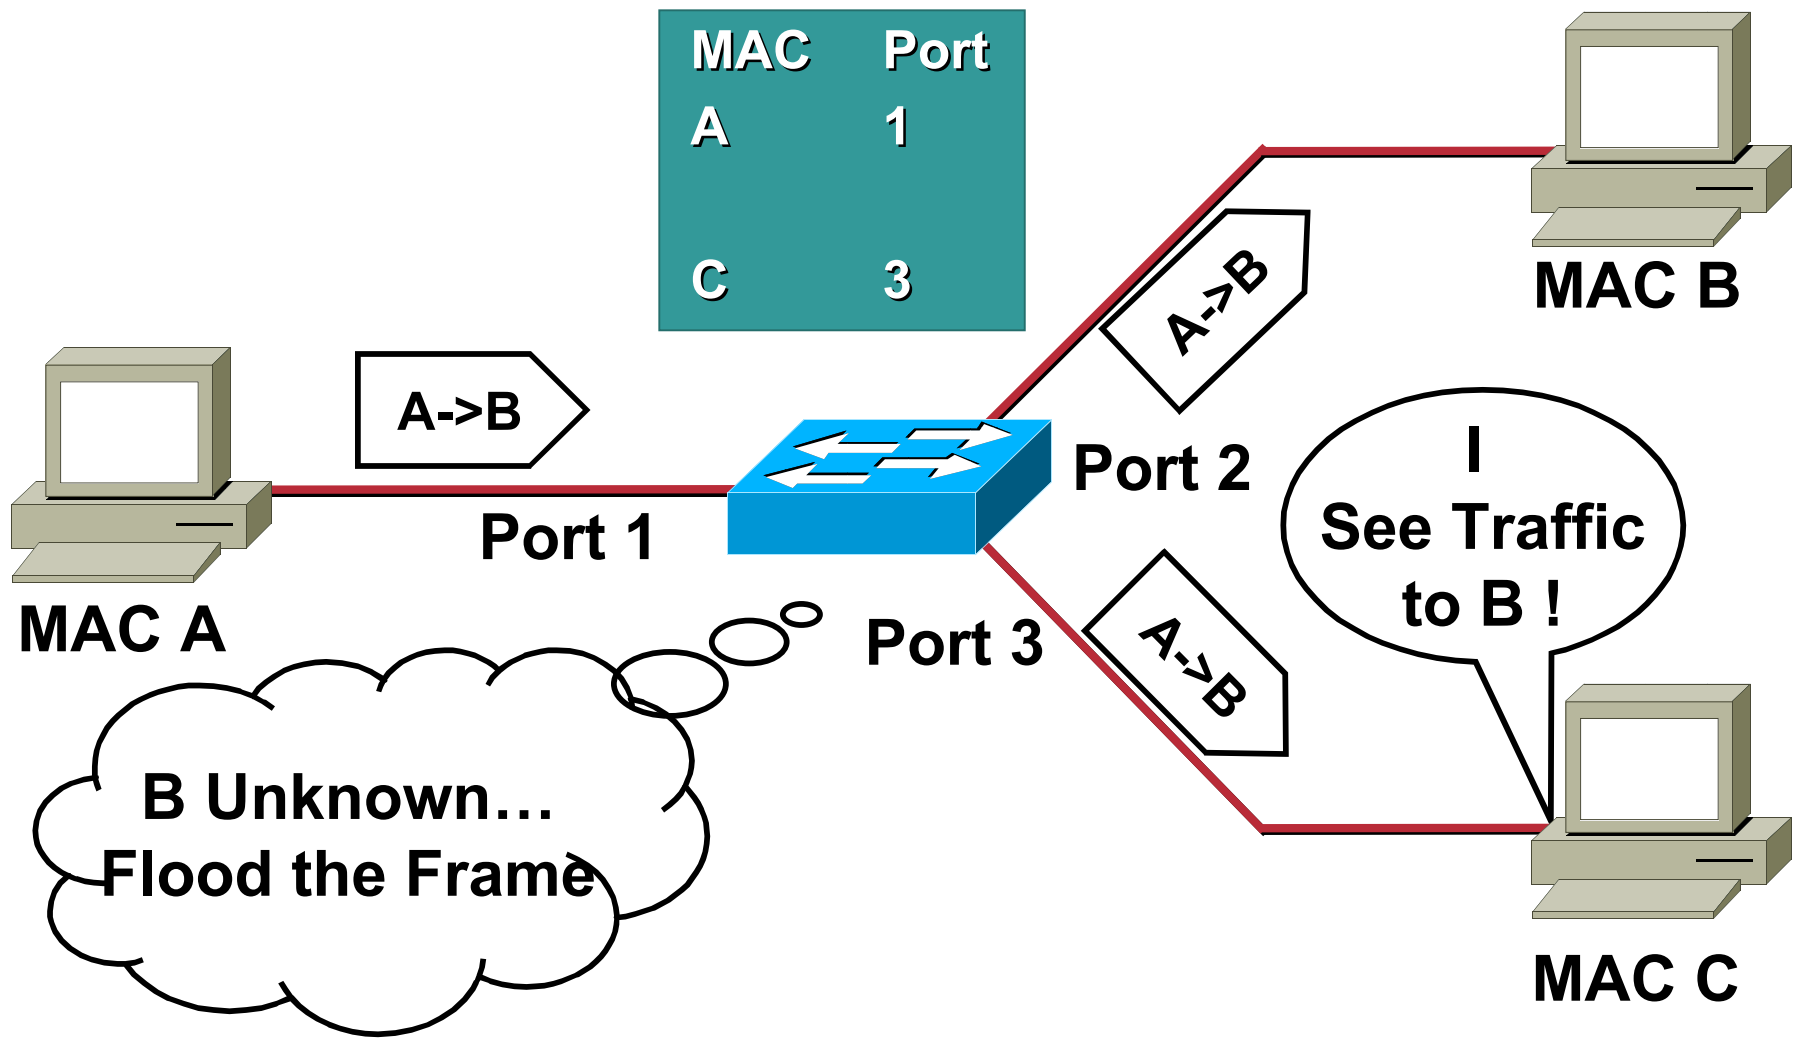 MAC Port
A 1
C 3
MAC B
A->B
A->B
Port 2
I
See Traffic
to B !
Port 1
MAC A
Port 3
A->B
B Unknown…
Flood the Frame
MAC C